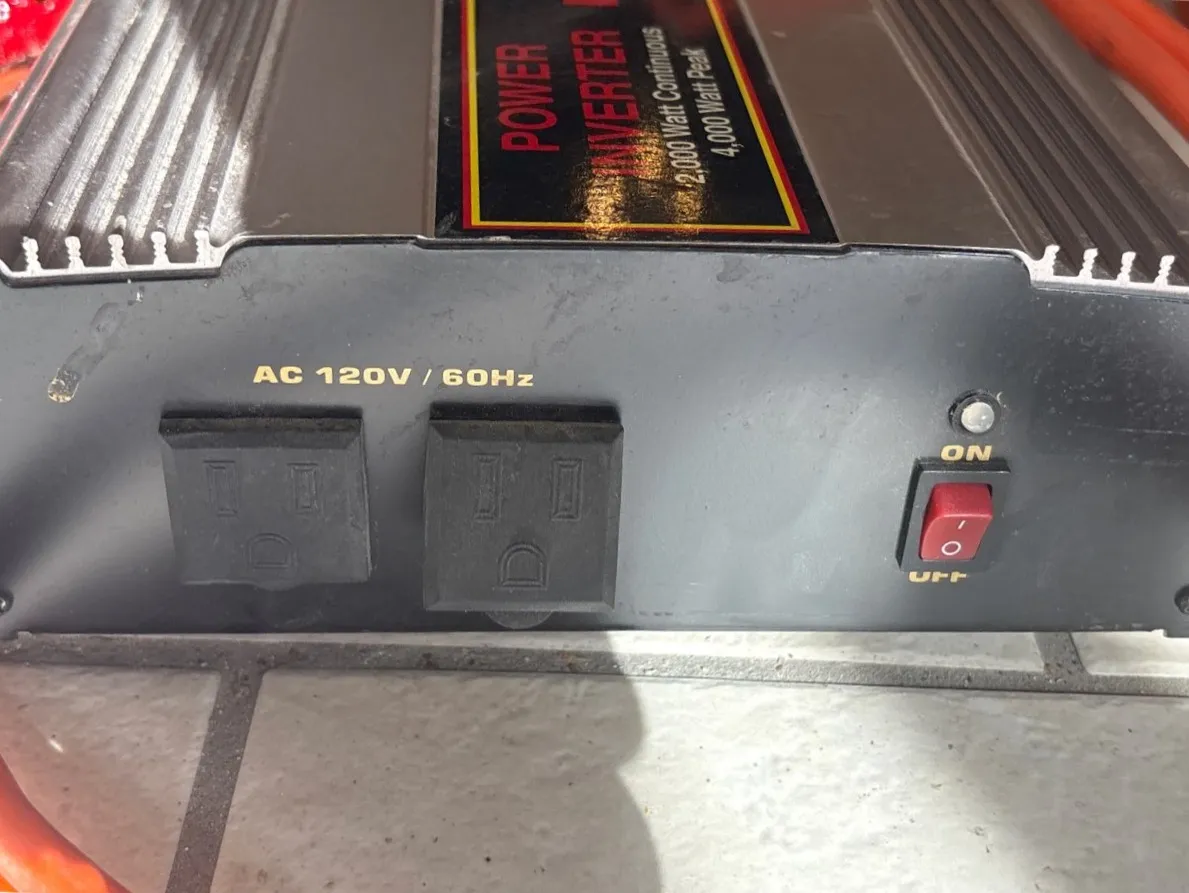 POWER
INVERTER
2,000 Watt Continuous
4,000 Watt Peak
AC 120V / 60Hz
ON
I
O
OFF